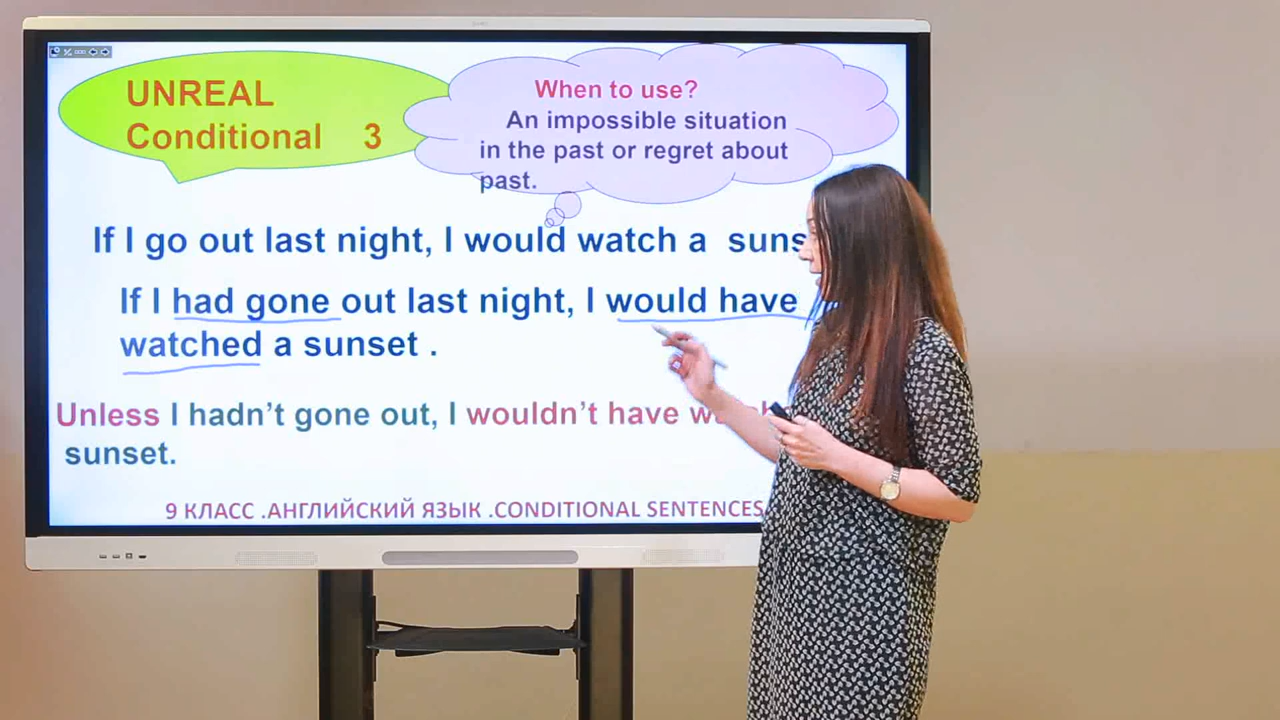 UNREAL
Conditional 3
When to use?
An impossible situation
in the past or regret about
past.
If I go out last night, I would watch a
If I had gone out last night, I would have
watched a sunset .
Unless I hadn't gone out, I wouldn't have
sunset.
9 КЛАСС .АНГЛИЙСКИЙ ЯЗЫК .CONDITIONAL SENTENCES